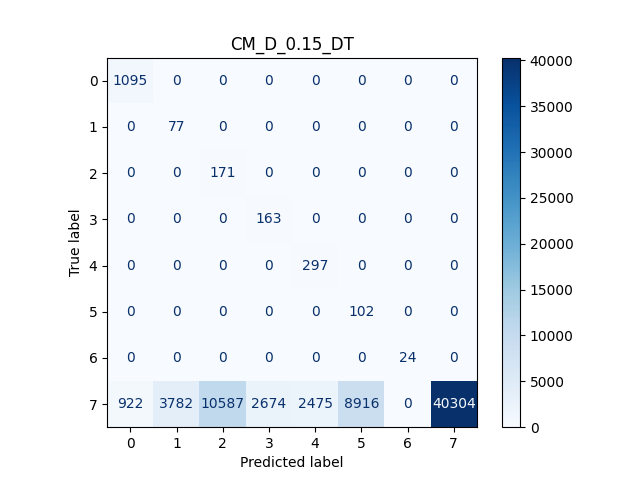 CM_D_0.15_DT
0 1095 0 0 0 0 0 0 0 40000
1 0 77 0 0 0 0 0 0 35000
2 0 0 171 0 0 0 0 0 30000
3 0 0 0 163 0 0 0 0 25000
True label
4 0 0 0 0 297 0 0 0 20000
5 0 0 0 0 0 102 0 0 15000
6 0 0 0 0 0 0 24 0 10000
7 922 3782 10587 2674 2475 8916 0 40304 5000
0 1 2 3 4 5 6 7 0
Predicted label